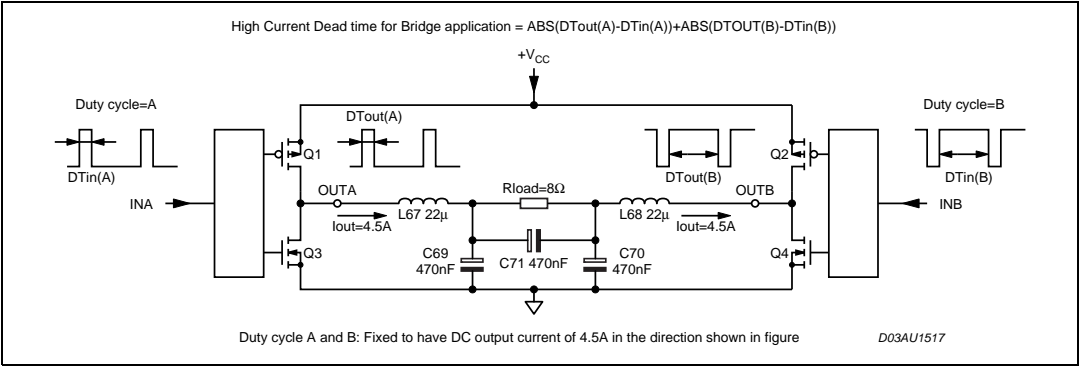 High Current Dead time for Bridge application = ABS(DTout(A)-DTin(A))+ABS(DTOUT(B)-DTin(B))
+VCC
Duty cycle=A
DTout(A)
Duty cycle=B
Q1
Q2
DTin(A)
DTout(B)
DTin(B)
INA
OUTA
Rload=8Ω
OUTB
INB
L67 22µ
L68 22µ
Iout=4.5A
Iout=4.5A
Q3
C69
470nF
C71 470nF
C70
470nF
Q4
Duty cycle A and B: Fixed to have DC output current of 4.5A in the direction shown in figure
D03AU1517